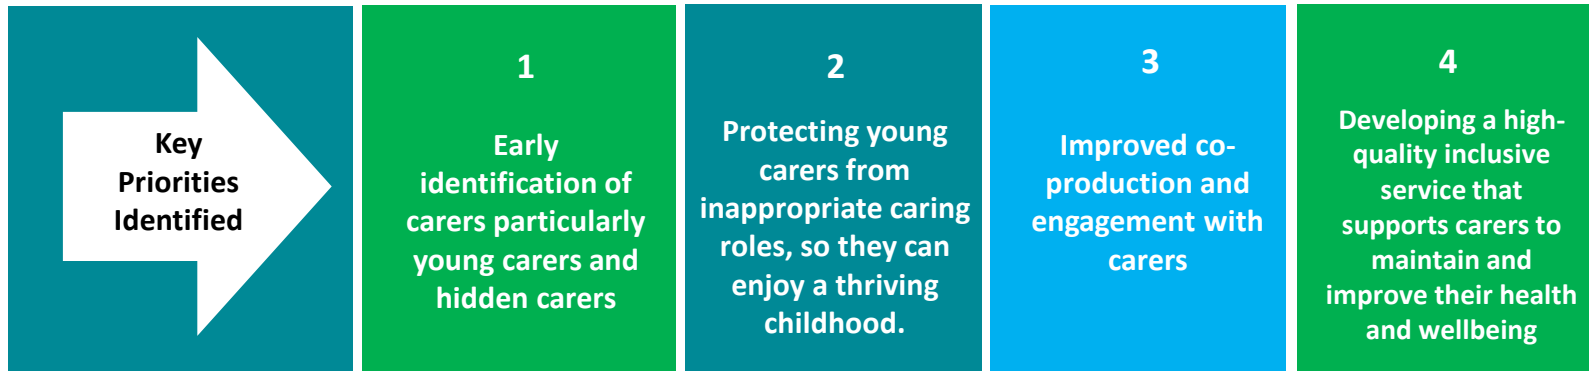 Key
Priorities
Identified
1
Early
identification of
carers particularly
young carers and
hidden carers
2
Protecting young
carers from
inappropriate caring
roles, so they can
enjoy a thriving
childhood.
3
Improved co-
production and
engagement with
carers
4
Developing a high-
quality inclusive
service that
supports carers to
maintain and
improve their health
and wellbeing